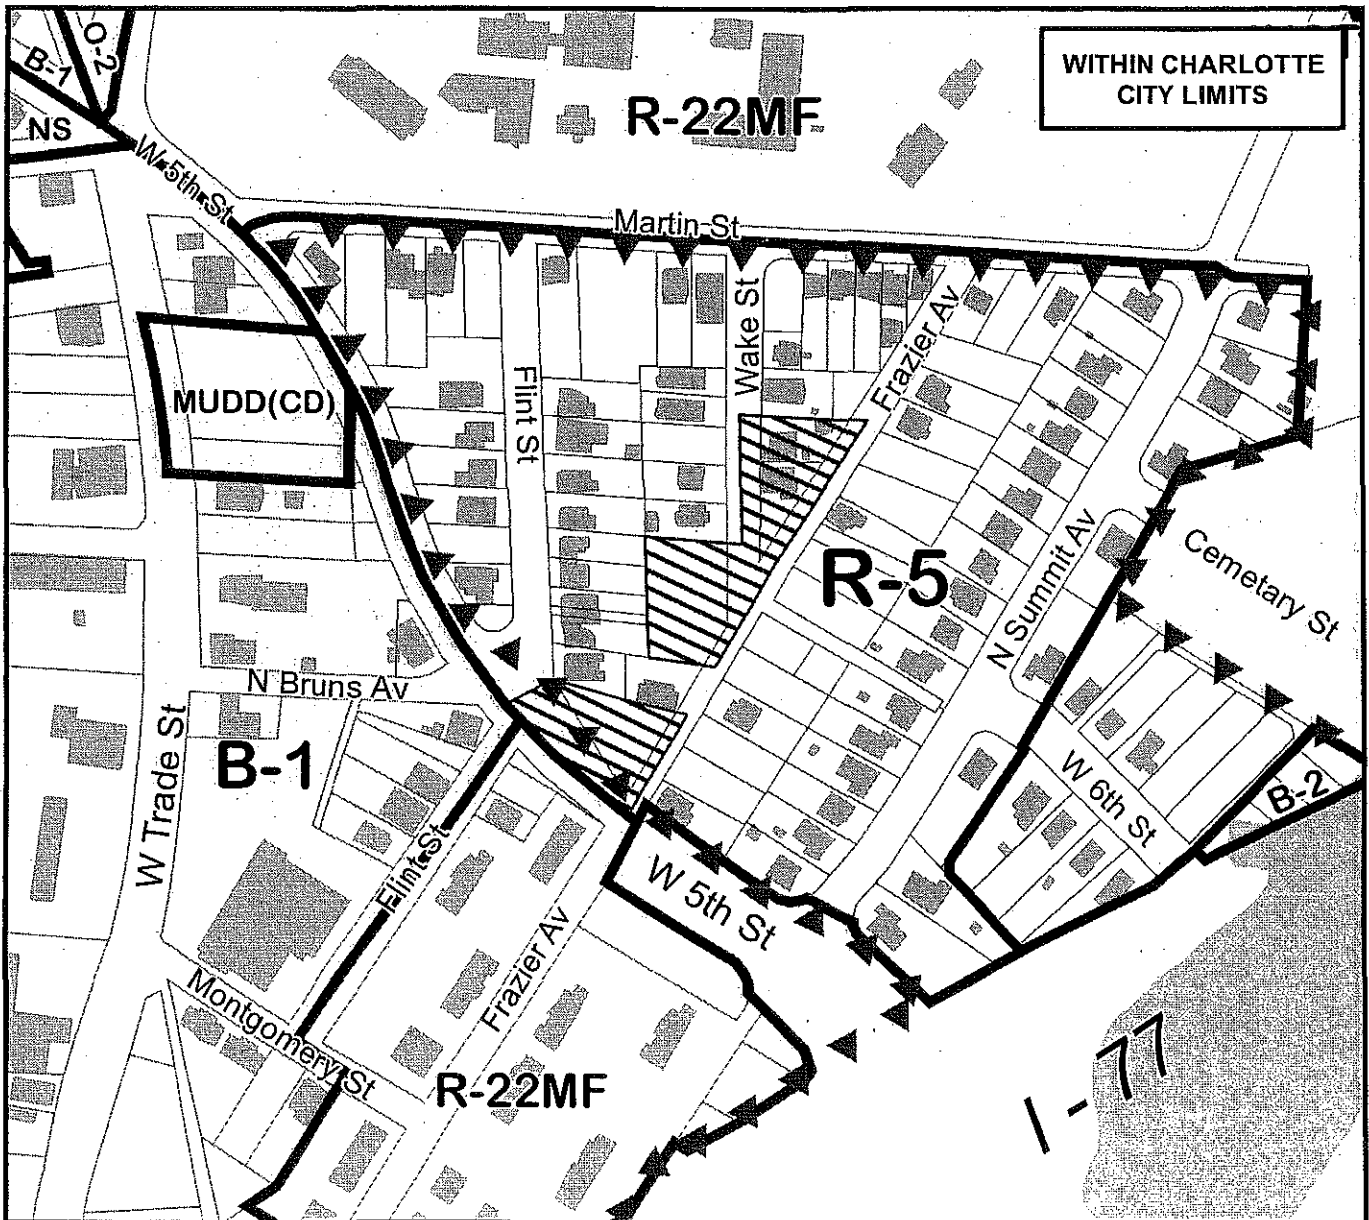 O-2
B-1
WITHIN CHARLOTTE
CITY LIMITS
R-22MF
NS
W 5th St
Martin St
Wake St
Frazier Av
Flint St
MUDD(CD)
R-5
N Summit Av
Cemetary St
N Bruns Av
W Trade St
B-1
W 6th St
B-2
Flint St
W 5th St
Frazier Av
Montgomery St
R-22MF
I - 77